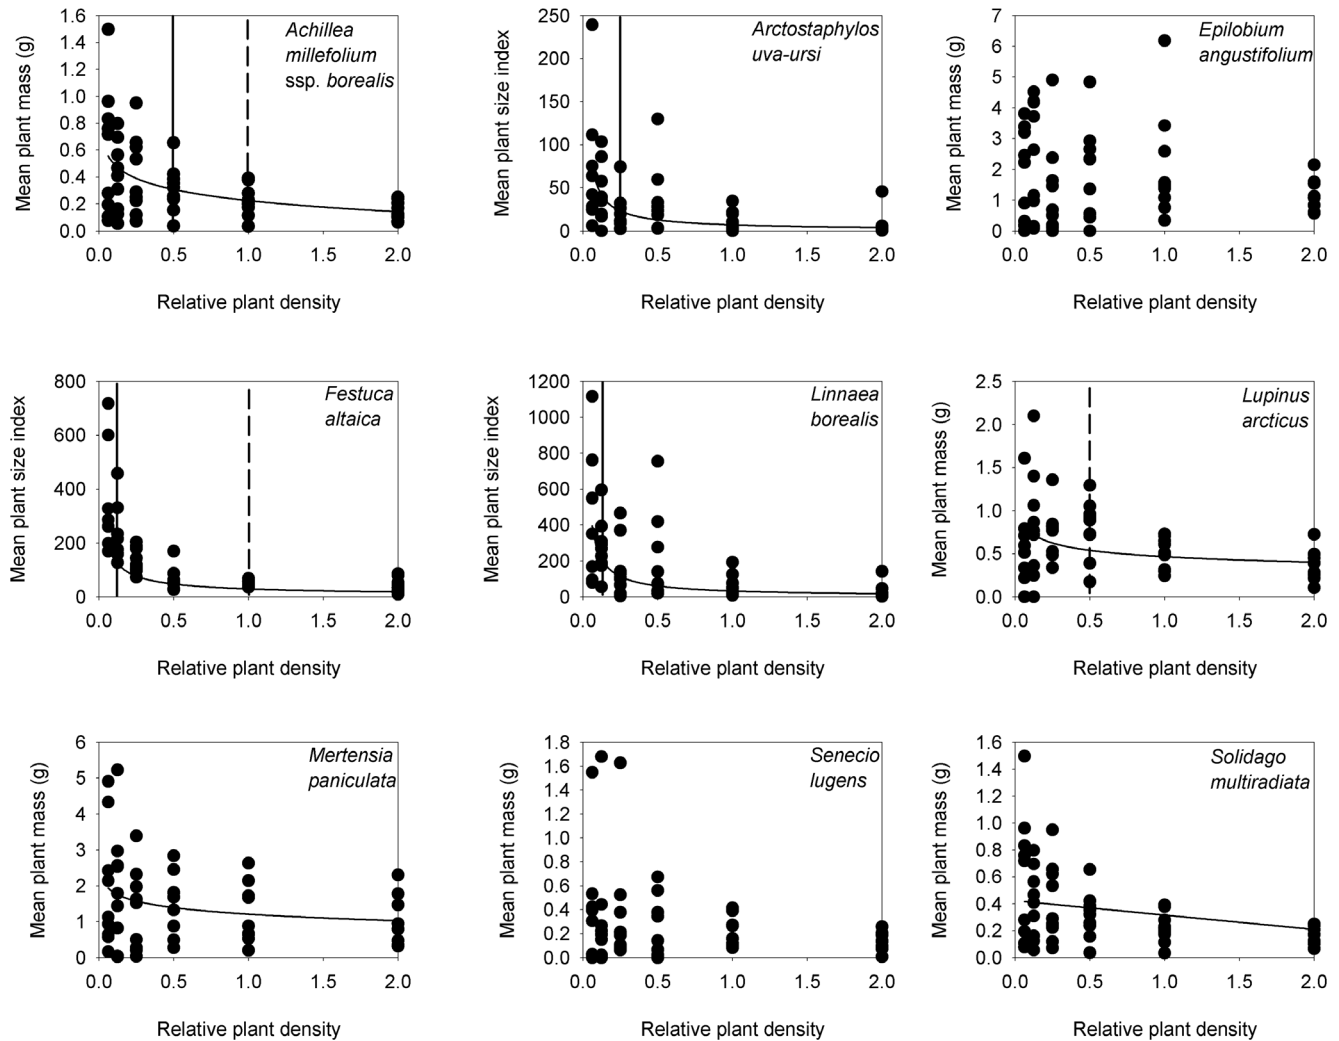 Mean plant mass (g)
1.6
1.4
1.2
1.0
0.8
0.6
0.4
0.2
0.0
Achillea
millefolium
ssp. borealis
0.0 0.5 1.0 1.5 2.0
Relative plant density
Mean plant size index
250
200
150
100
50
0
Arctostaphylos
uva-ursi
0.0 0.5 1.0 1.5 2.0
Relative plant density
Mean plant mass (g)
7
6
5
4
3
2
1
0
Epilobium
angustifolium
0.0 0.5 1.0 1.5 2.0
Relative plant density
Mean plant size index
800
600
400
200
0
Festuca
altaica
0.0 0.5 1.0 1.5 2.0
Relative plant density
Mean plant size index
1200
1000
800
600
400
200
0
Linnaea
borealis
0.0 0.5 1.0 1.5 2.0
Relative plant density
Mean plant mass (g)
2.5
2.0
1.5
1.0
0.5
0.0
Lupinus
arcticus
0.0 0.5 1.0 1.5 2.0
Relative plant density
Mean plant mass (g)
6
5
4
3
2
1
0
Mertensia
paniculata
0.0 0.5 1.0 1.5 2.0
Relative plant density
Mean plant mass (g)
1.8
1.6
1.4
1.2
1.0
0.8
0.6
0.4
0.2
0.0
Senecio
lugens
0.0 0.5 1.0 1.5 2.0
Relative plant density
Mean plant mass (g)
1.6
1.4
1.2
1.0
0.8
0.6
0.4
0.2
0.0
Solidago
multiradiata
0.0 0.5 1.0 1.5 2.0
Relative plant density